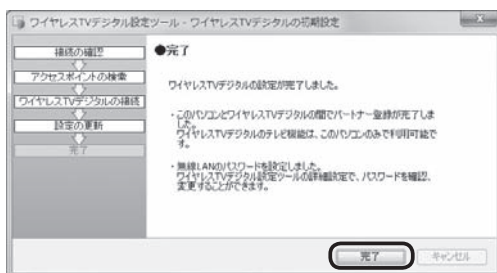 ワイヤレスTVデジタル設定ツール - ワイヤレスTVデジタルの初期設定
接続の確認
アクセスポイントの検索
ワイヤレスTVデジタルの接続
設定の更新
完了
●完了
ワイヤレスTVデジタルの設定が完了しました。
・このパソコンとワイヤレスTVデジタルの間でパートナー登録が完了しま
した。
ワイヤレスTVデジタルのテレビ機能は、このパソコンのみで利用可能で
す。
・無線LANのパスワードを設定しました。
ワイヤレスTVデジタル設定ツールの詳細設定で、パスワードを確認、
変更することができます。
完了
キャンセル